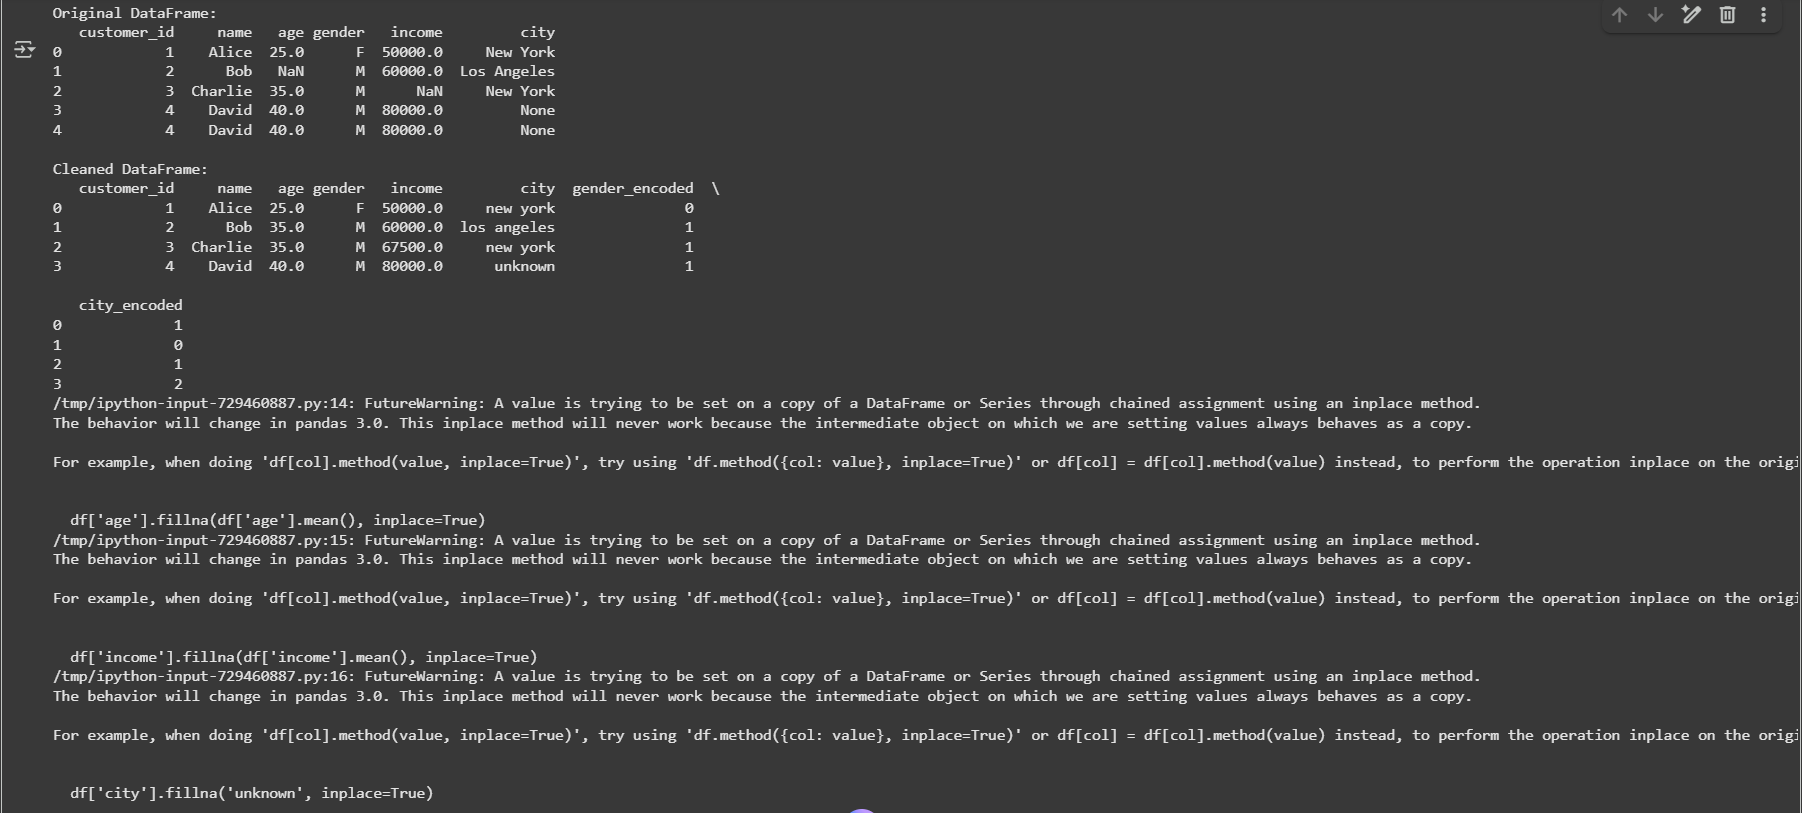 Original DataFrame:
   customer_id     name   age gender   income         city
0            1    Alice  25.0      F  50000.0     New York
1            2      Bob   NaN      M  60000.0  Los Angeles
2            3  Charlie  35.0      M      NaN     New York
3            4    David  40.0      M  80000.0         None
4            4    David  40.0      M  80000.0         None

Cleaned DataFrame:
   customer_id     name   age gender   income         city  gender_encoded  \
0            1    Alice  25.0      F  50000.0     new york               0
1            2      Bob  35.0      M  60000.0  los angeles               1
2            3  Charlie  35.0      M  67500.0     new york               1
3            4    David  40.0      M  80000.0      unknown               1

   city_encoded
0             1
1             0
2             1
3             2
/tmp/ipython-input-729460887.py:14: FutureWarning: A value is trying to be set on a copy of a DataFrame or Series through chained assignment using an inplace method.
The behavior will change in pandas 3.0. This inplace method will never work because the intermediate object on which we are setting values always behaves as a copy.

For example, when doing 'df[col].method(value, inplace=True)', try using 'df.method({col: value}, inplace=True)' or df[col] = df[col].method(value) instead, to perform the operation inplace on the origi

  df['age'].fillna(df['age'].mean(), inplace=True)
/tmp/ipython-input-729460887.py:15: FutureWarning: A value is trying to be set on a copy of a DataFrame or Series through chained assignment using an inplace method.
The behavior will change in pandas 3.0. This inplace method will never work because the intermediate object on which we are setting values always behaves as a copy.

For example, when doing 'df[col].method(value, inplace=True)', try using 'df.method({col: value}, inplace=True)' or df[col] = df[col].method(value) instead, to perform the operation inplace on the origi

  df['income'].fillna(df['income'].mean(), inplace=True)
/tmp/ipython-input-729460887.py:16: FutureWarning: A value is trying to be set on a copy of a DataFrame or Series through chained assignment using an inplace method.
The behavior will change in pandas 3.0. This inplace method will never work because the intermediate object on which we are setting values always behaves as a copy.

For example, when doing 'df[col].method(value, inplace=True)', try using 'df.method({col: value}, inplace=True)' or df[col] = df[col].method(value) instead, to perform the operation inplace on the origi

  df['city'].fillna('unknown', inplace=True)